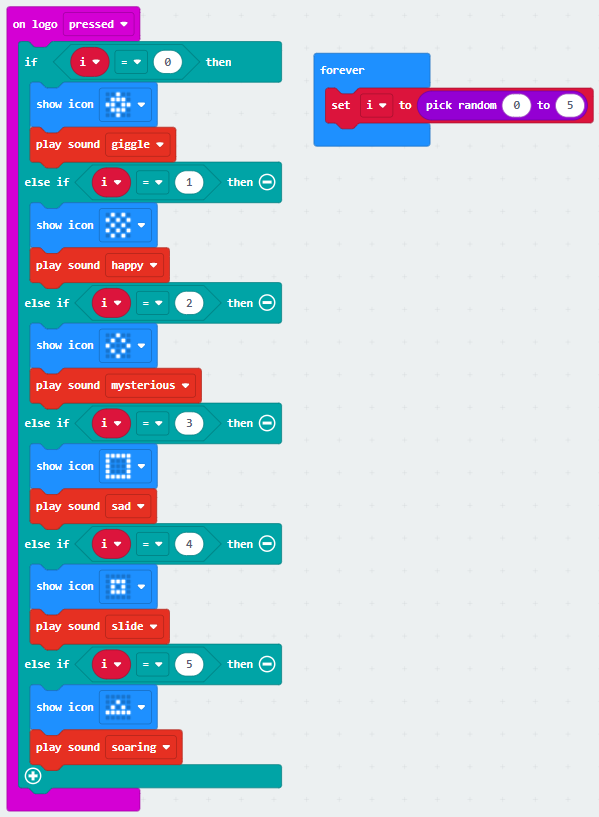 on logo pressed
if i = 0 then
show icon
play sound giggle
else if i = 1 then
show icon
play sound happy
else if i = 2 then
show icon
play sound mysterious
else if i = 3 then
show icon
play sound sad
else if i = 4 then
show icon
play sound slide
else if i = 5 then
show icon
play sound soaring
forever
set i to pick random 0 to 5